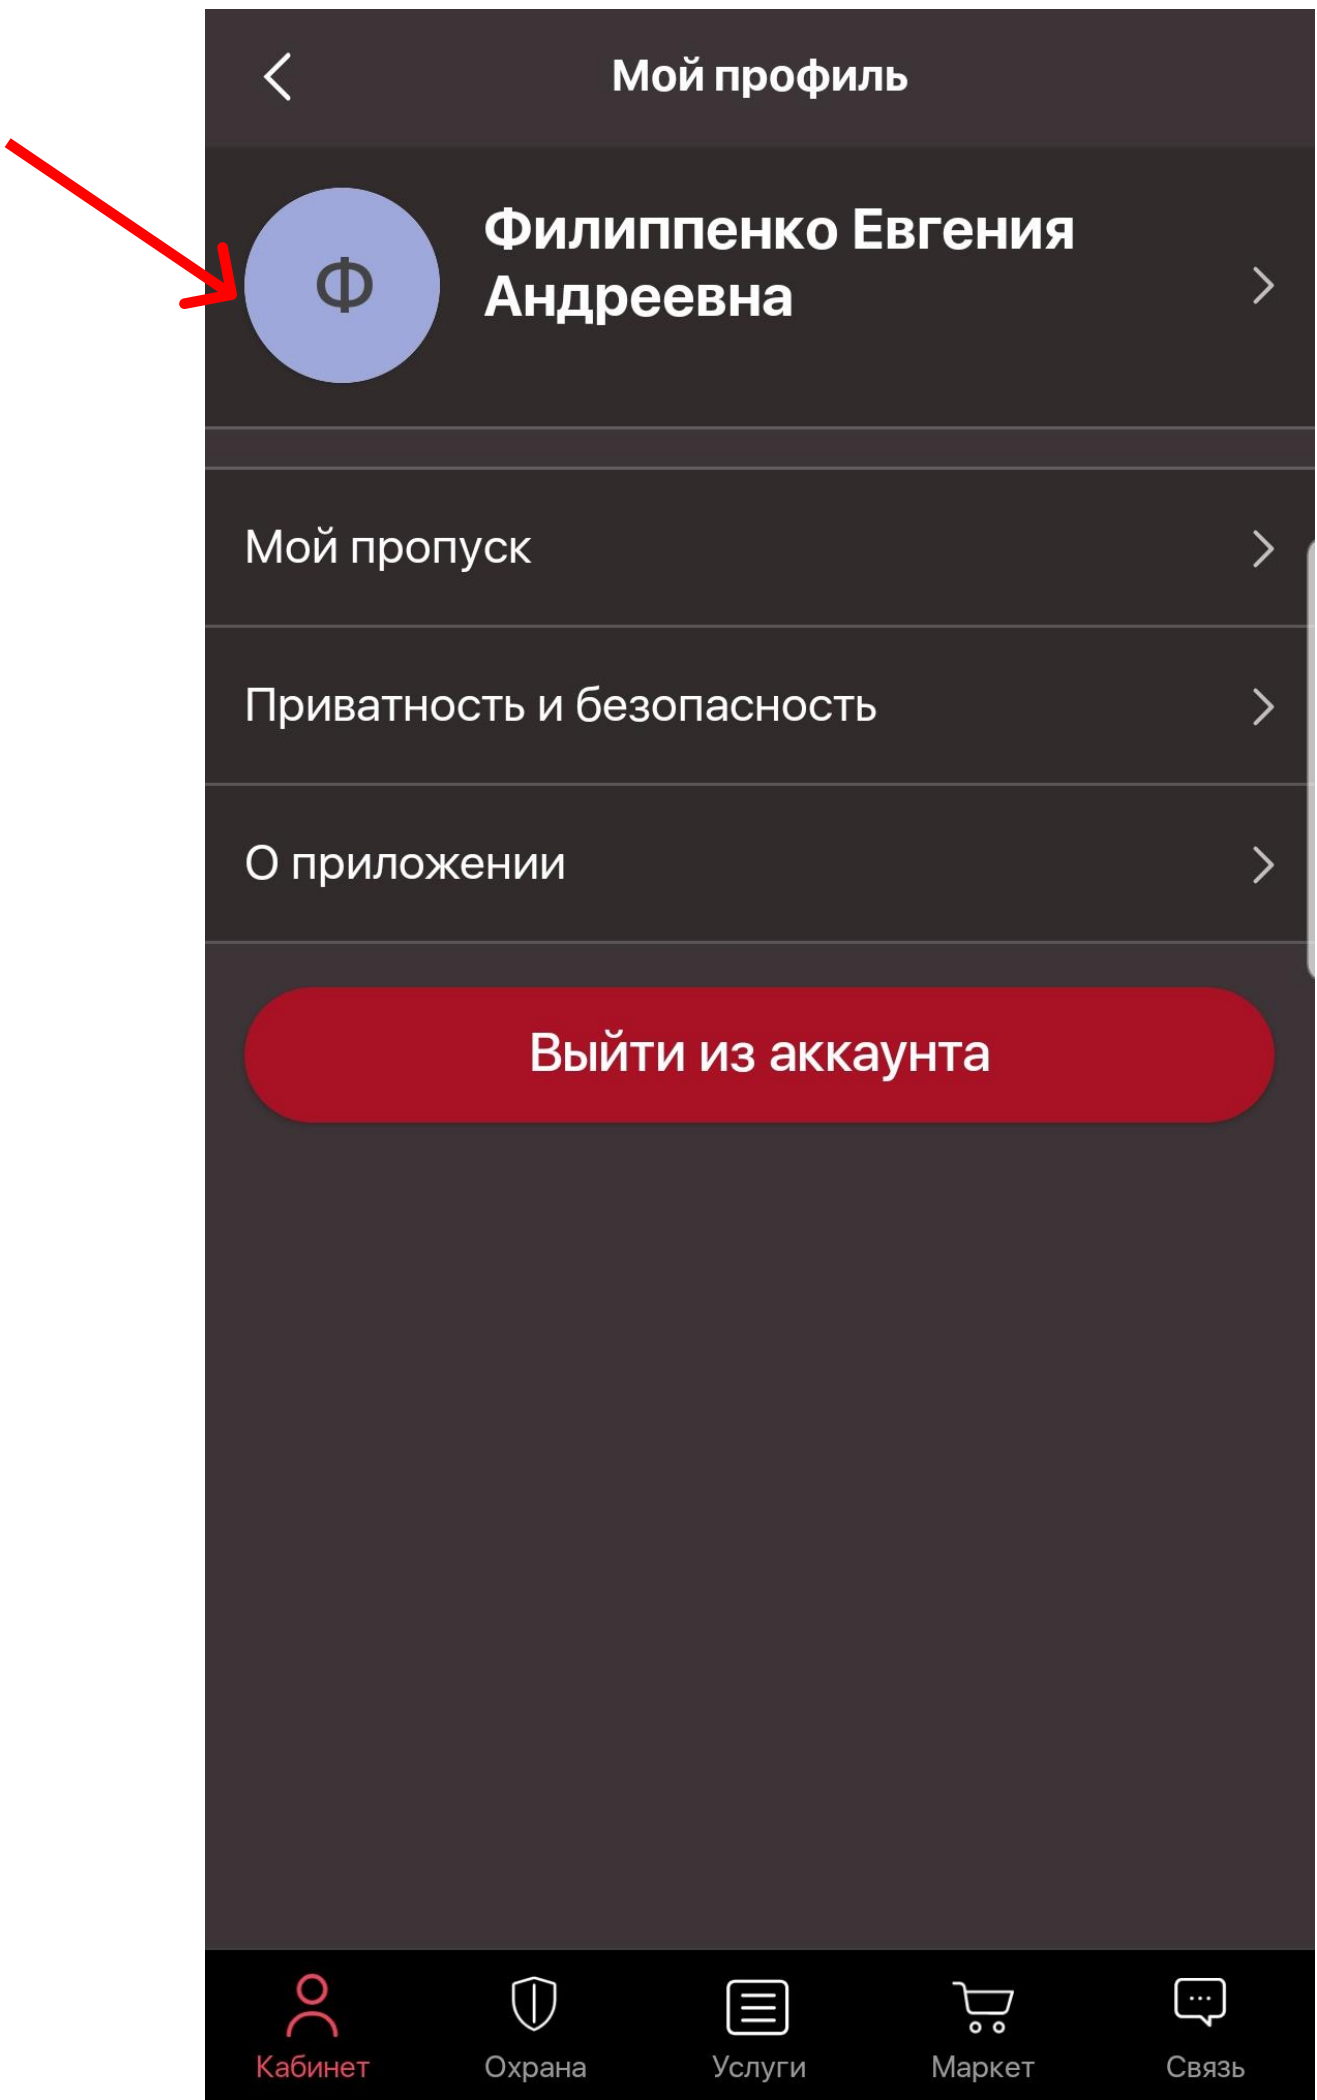 Мой профиль
Ф
Филиппенко Евгения
Андреевна
Мой пропуск
Приватность и безопасность
О приложении
Выйти из аккаунта
Кабинет
Охрана
Услуги
Маркет
Связь